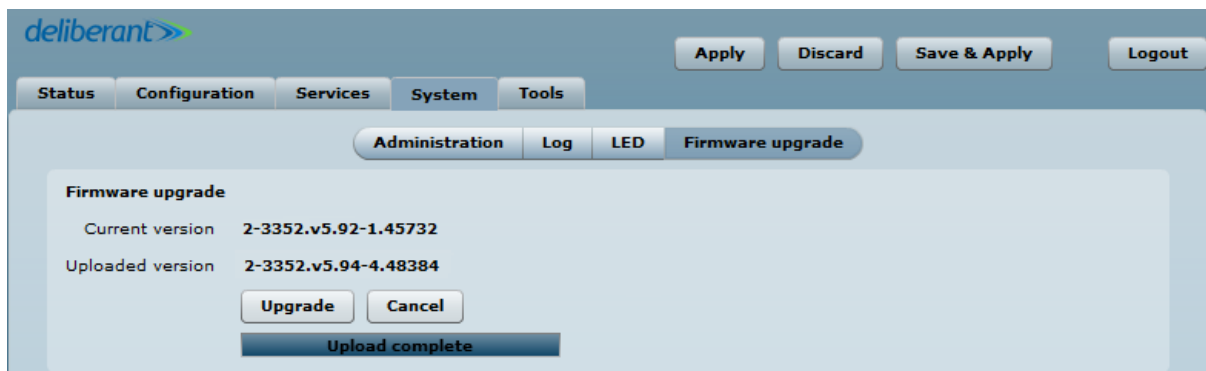 deliberant
Apply Discard Save & Apply Logout
Status Configuration Services System Tools
Administration Log LED Firmware upgrade
Firmware upgrade
Current version 2-3352.v5.92-1.45732
Uploaded version 2-3352.v5.94-4.48384
Upgrade Cancel
Upload complete